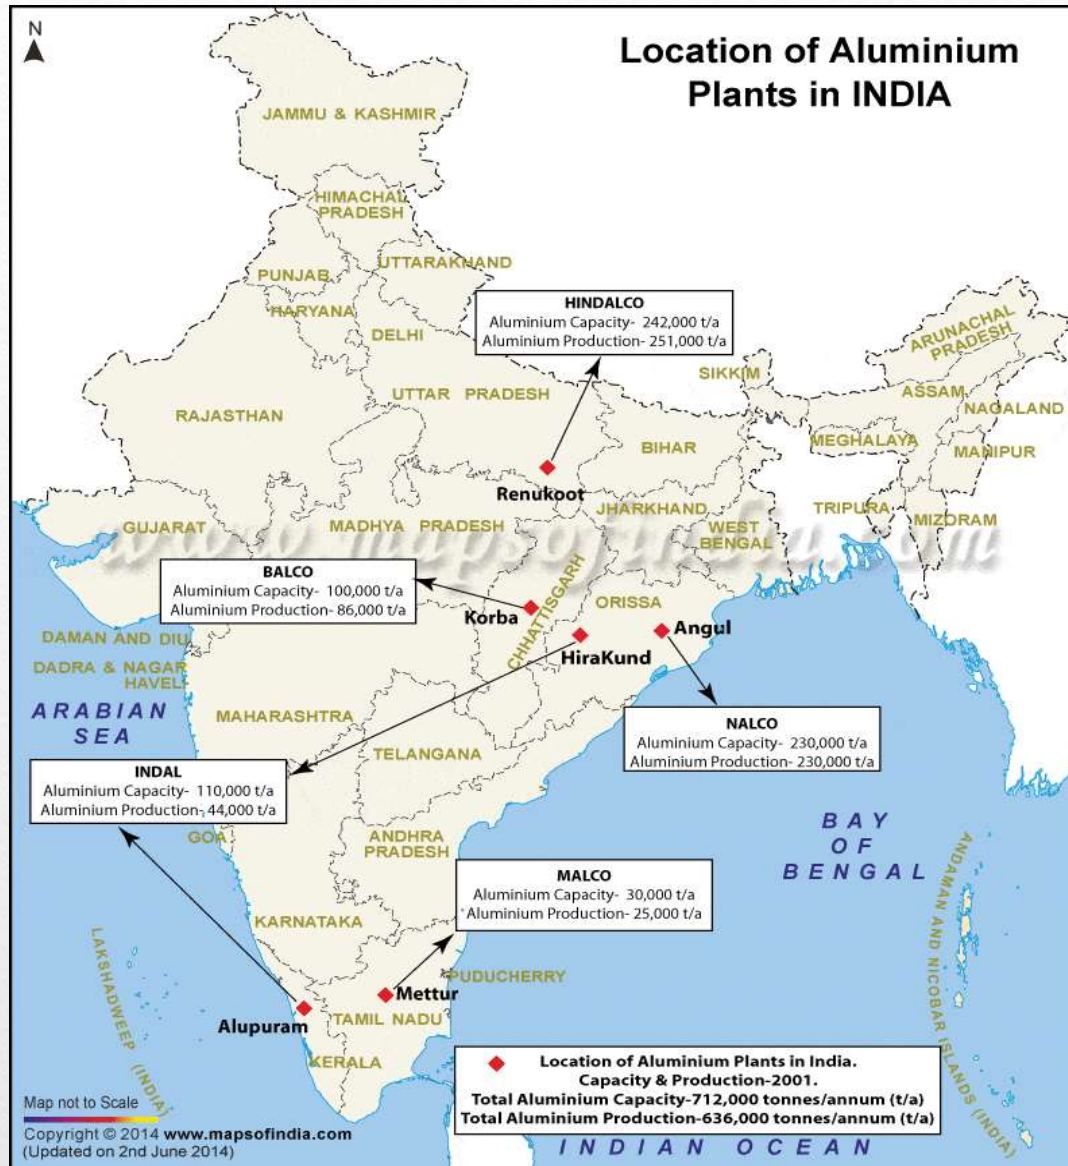 N
Location of Aluminium
Plants in INDIA
JAMMU & KASHMIR
HIMACHAL
PRADESH
PUNJAB
UTTARAKHAND
HARYANA
DELHI
HINDALCO
Aluminium Capacity- 242,000 t/a
Aluminium Production- 251,000 t/a
ARUNACHAL
PRADESH
SIKKIM
ASSAM
NAGALAND
RAJASTHAN
UTTAR PRADESH
BIHAR
MEGHALAYA
MANIPUR
Renukoot
JHARKHAND
TRIPURA
MIZORAM
GUJARAT
MADHYA PRADESH
WEST
BENGAL
www.mapsofindia.com
BALCO
Aluminium Capacity- 100,000 t/a
Aluminium Production- 86,000 t/a
Korba
CHHATTISGARH
ORISSA
Angul
HiraKund
DAMAN AND DIU
DADRA & NAGAR
HAVELI
ARABIAN
SEA
MAHARASHTRA
TELANGANA
NALCO
Aluminium Capacity- 230,000 t/a
Aluminium Production- 230,000 t/a
INDAL
Aluminium Capacity- 110,000 t/a
Aluminium Production- 44,000 t/a
GOA
ANDHRA
PRADESH
BAY
OF
BENGAL
MALCO
Aluminium Capacity- 30,000 t/a
Aluminium Production- 25,000 t/a
KARNATAKA
LAKSHADWEEP (INDIA)
ANDAMAN AND NICOBAR ISLANDS (INDIA)
PUDUCHERRY
Mettur
Alupuram
TAMIL NADU
KERALA
Location of Aluminium Plants in India.
Capacity & Production-2001.
Total Aluminium Capacity-712,000 tonnes/annum (t/a)
Total Aluminium Production-636,000 tonnes/annum (t/a)
Map not to Scale
Copyright © 2014 www.mapsofindia.com
(Updated on 2nd June 2014)
INDIAN OCEAN